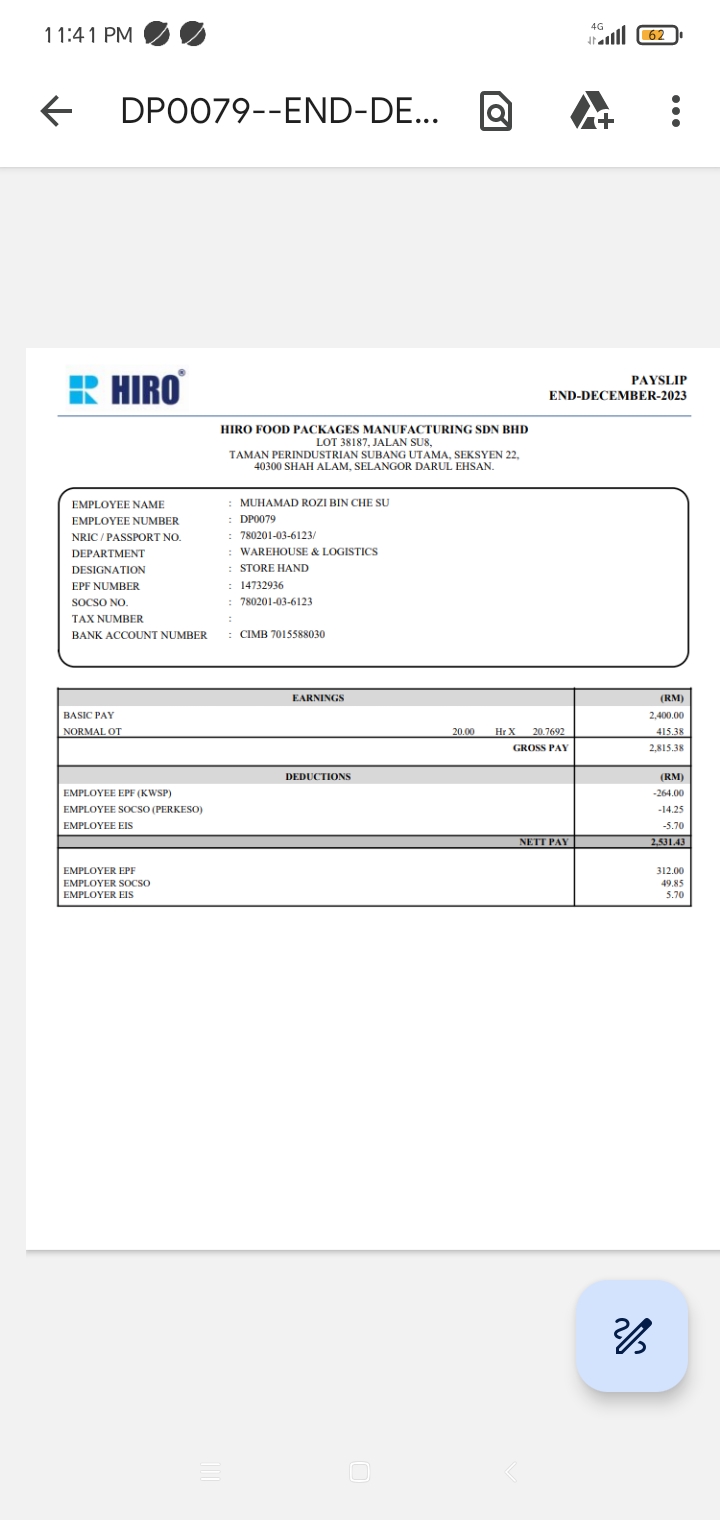 11:41 PM 4G 62
DP0079--END-DE...
HIRO®
PAYSLIP
END-DECEMBER-2023
HIRO FOOD PACKAGES MANUFACTURING SDN BHD
LOT 38187, JALAN SU8,
TAMAN PERINDUSTRIAN SUBANG UTAMA, SEKSYEN 22,
40300 SHAH ALAM, SELANGOR DARUL EHSAN.
EMPLOYEE NAME : MUHAMAD ROZI BIN CHE SU
EMPLOYEE NUMBER : DP0079
NRIC / PASSPORT NO. : 780201-03-6123/
DEPARTMENT : WAREHOUSE & LOGISTICS
DESIGNATION : STORE HAND
EPF NUMBER : 14732936
SOCSO NO. : 780201-03-6123
TAX NUMBER :
BANK ACCOUNT NUMBER : CIMB 7015588030
EARNINGS (RM)
BASIC PAY 2,400.00
NORMAL OT 20.00 Hr X 20.7692 415.38
GROSS PAY 2,815.38
DEDUCTIONS (RM)
EMPLOYEE EPF (KWSP) -264.00
EMPLOYEE SOCSO (PERKESO) -14.25
EMPLOYEE EIS -5.70
NETT PAY 2,531.43
EMPLOYER EPF 312.00
EMPLOYER SOCSO 49.85
EMPLOYER EIS 5.70